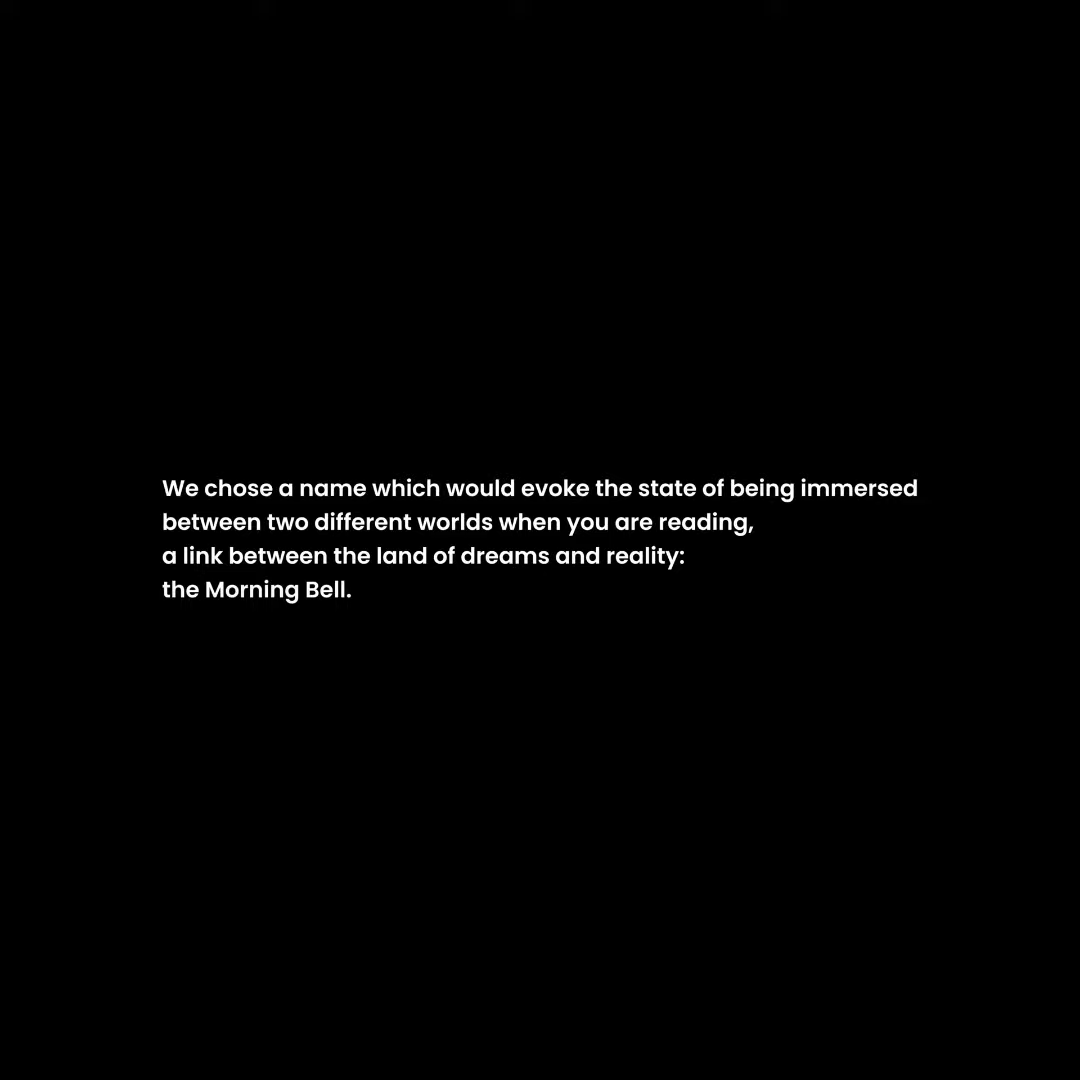 We chose a name which would evoke the state of being immersed
between two different worlds when you are reading,
a link between the land of dreams and reality:
the Morning Bell.